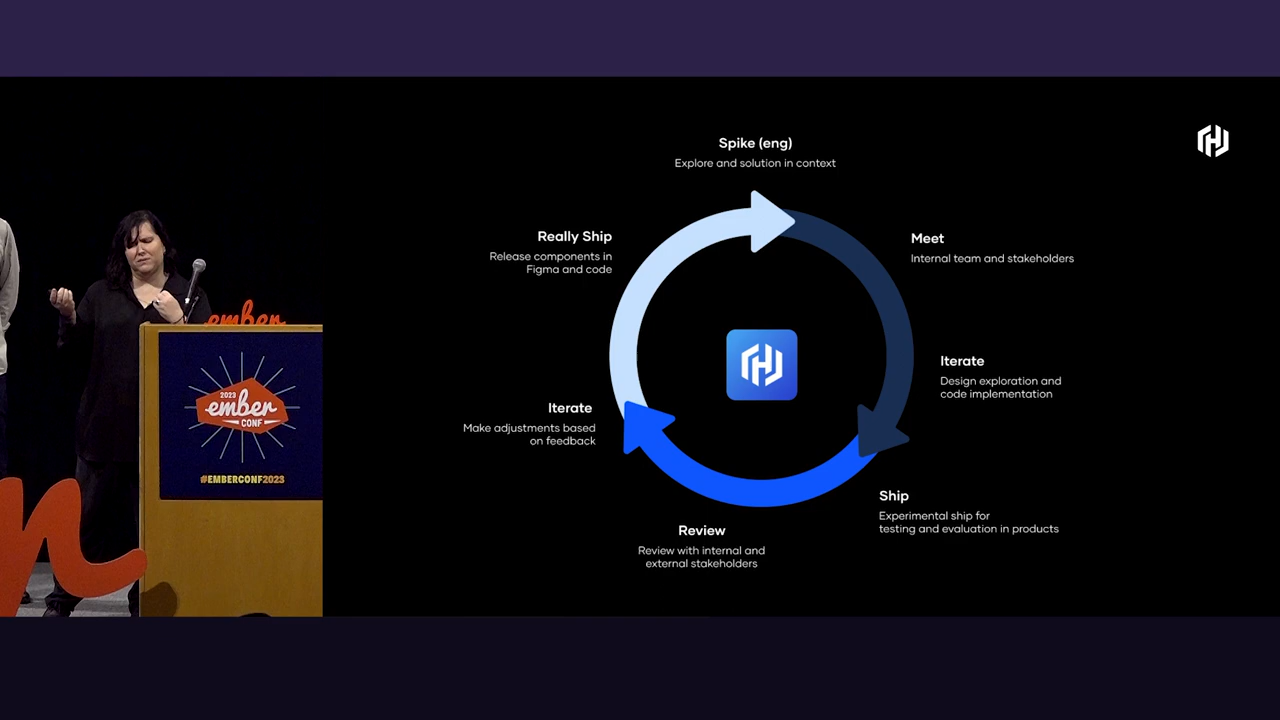 Spike (eng)
Explore and solution in context
Meet
Internal team and stakeholders
Iterate
Design exploration and
code implementation
Ship
Experimental ship for
testing and evaluation in products
Review
Review with internal and
external stakeholders
Iterate
Make adjustments based
on feedback
Really Ship
Release components in
Figma and code
ember
2023
ember
CONF
#EMBERCONF2023